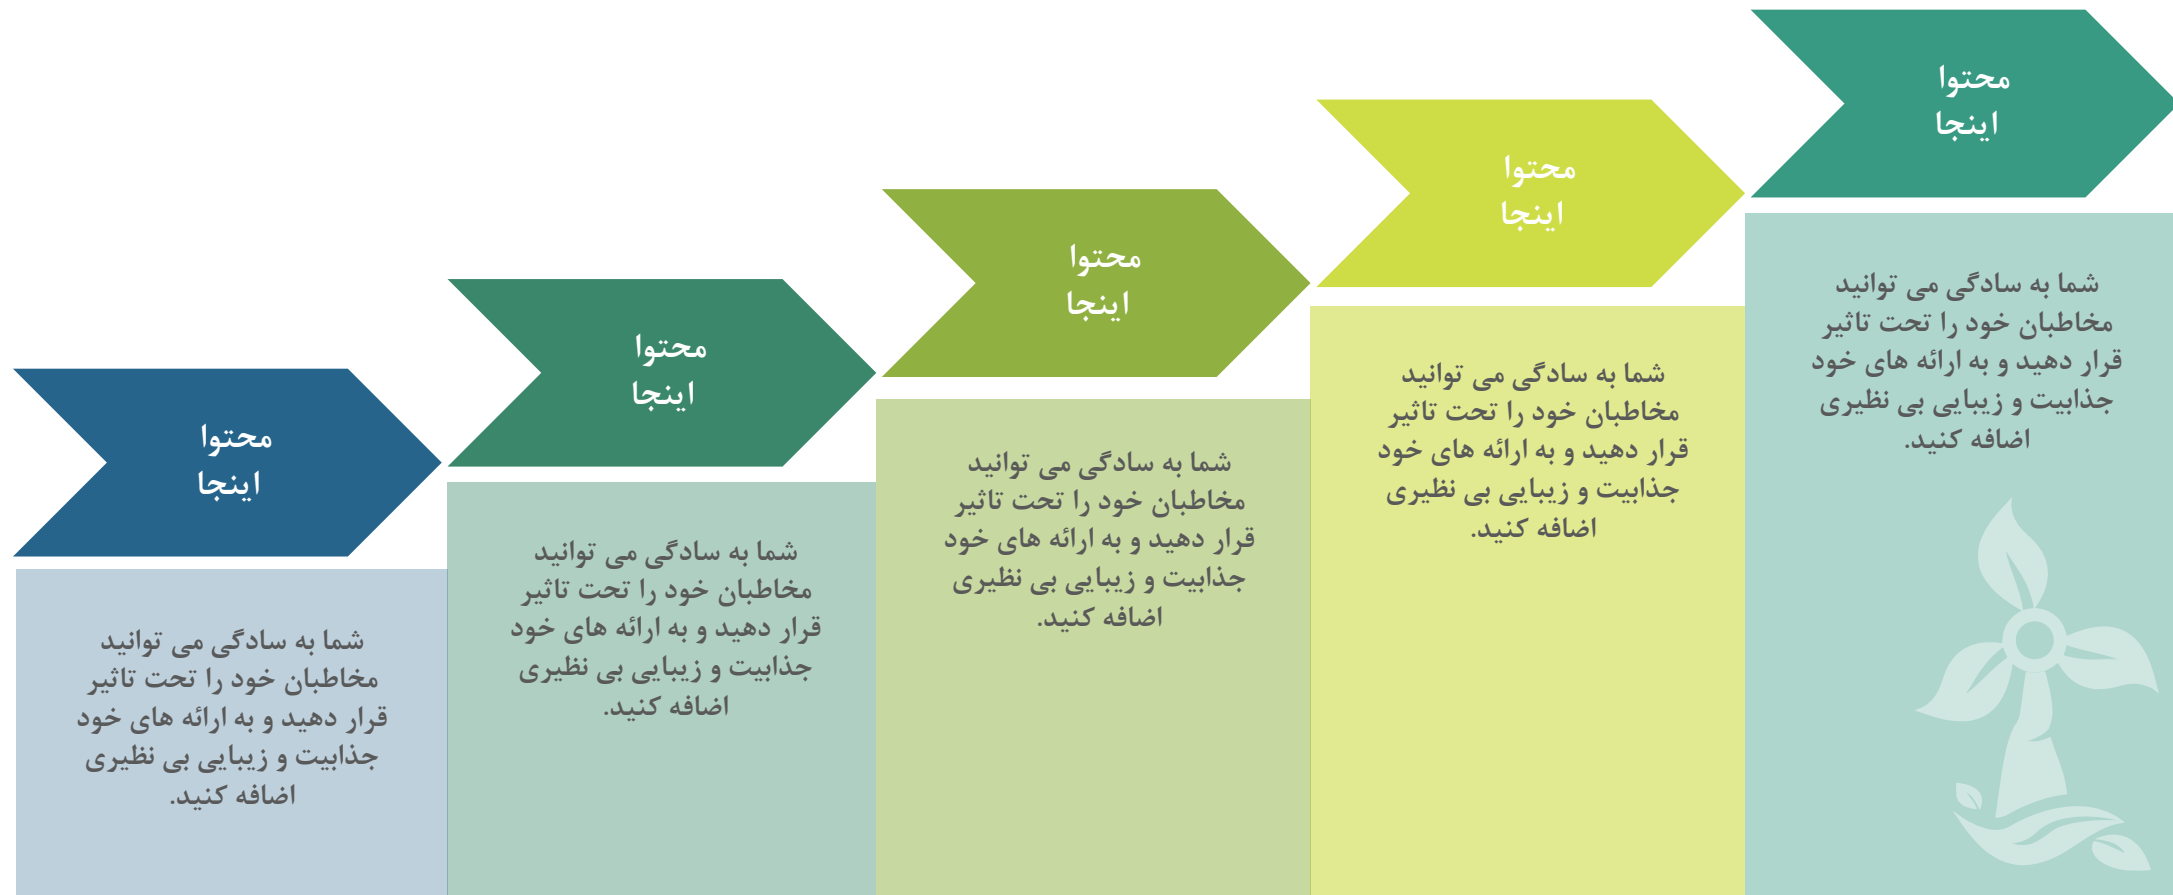 محتوا
اینجا
شما به سادگی می توانید
مخاطبان خود را تحت تاثیر
قرار دهید و به ارائه های خود
جذابیت و زیبایی بی نظیری
اضافه کنید.
محتوا
اینجا
شما به سادگی می توانید
مخاطبان خود را تحت تاثیر
قرار دهید و به ارائه های خود
جذابیت و زیبایی بی نظیری
اضافه کنید.
محتوا
اینجا
شما به سادگی می توانید
مخاطبان خود را تحت تاثیر
قرار دهید و به ارائه های خود
جذابیت و زیبایی بی نظیری
اضافه کنید.
محتوا
اینجا
شما به سادگی می توانید
مخاطبان خود را تحت تاثیر
قرار دهید و به ارائه های خود
جذابیت و زیبایی بی نظیری
اضافه کنید.
محتوا
اینجا
شما به سادگی می توانید
مخاطبان خود را تحت تاثیر
قرار دهید و به ارائه های خود
جذابیت و زیبایی بی نظیری
اضافه کنید.